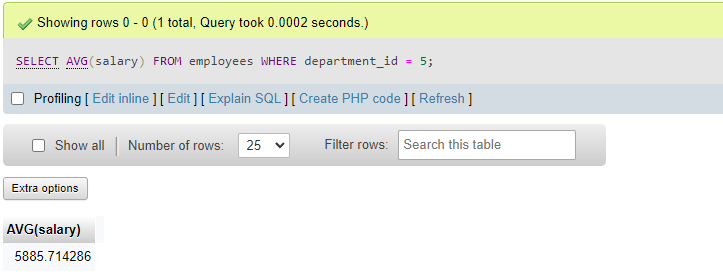 Showing rows 0 - 0 (1 total, Query took 0.0002 seconds.)
SELECT AVG(salary) FROM employees WHERE department_id = 5;
Profiling [ Edit inline ] [ Edit ] [ Explain SQL ] [ Create PHP code ] [ Refresh ]
Show all Number of rows: 25 Filter rows: Search this table
Extra options
AVG(salary)
5885.714286